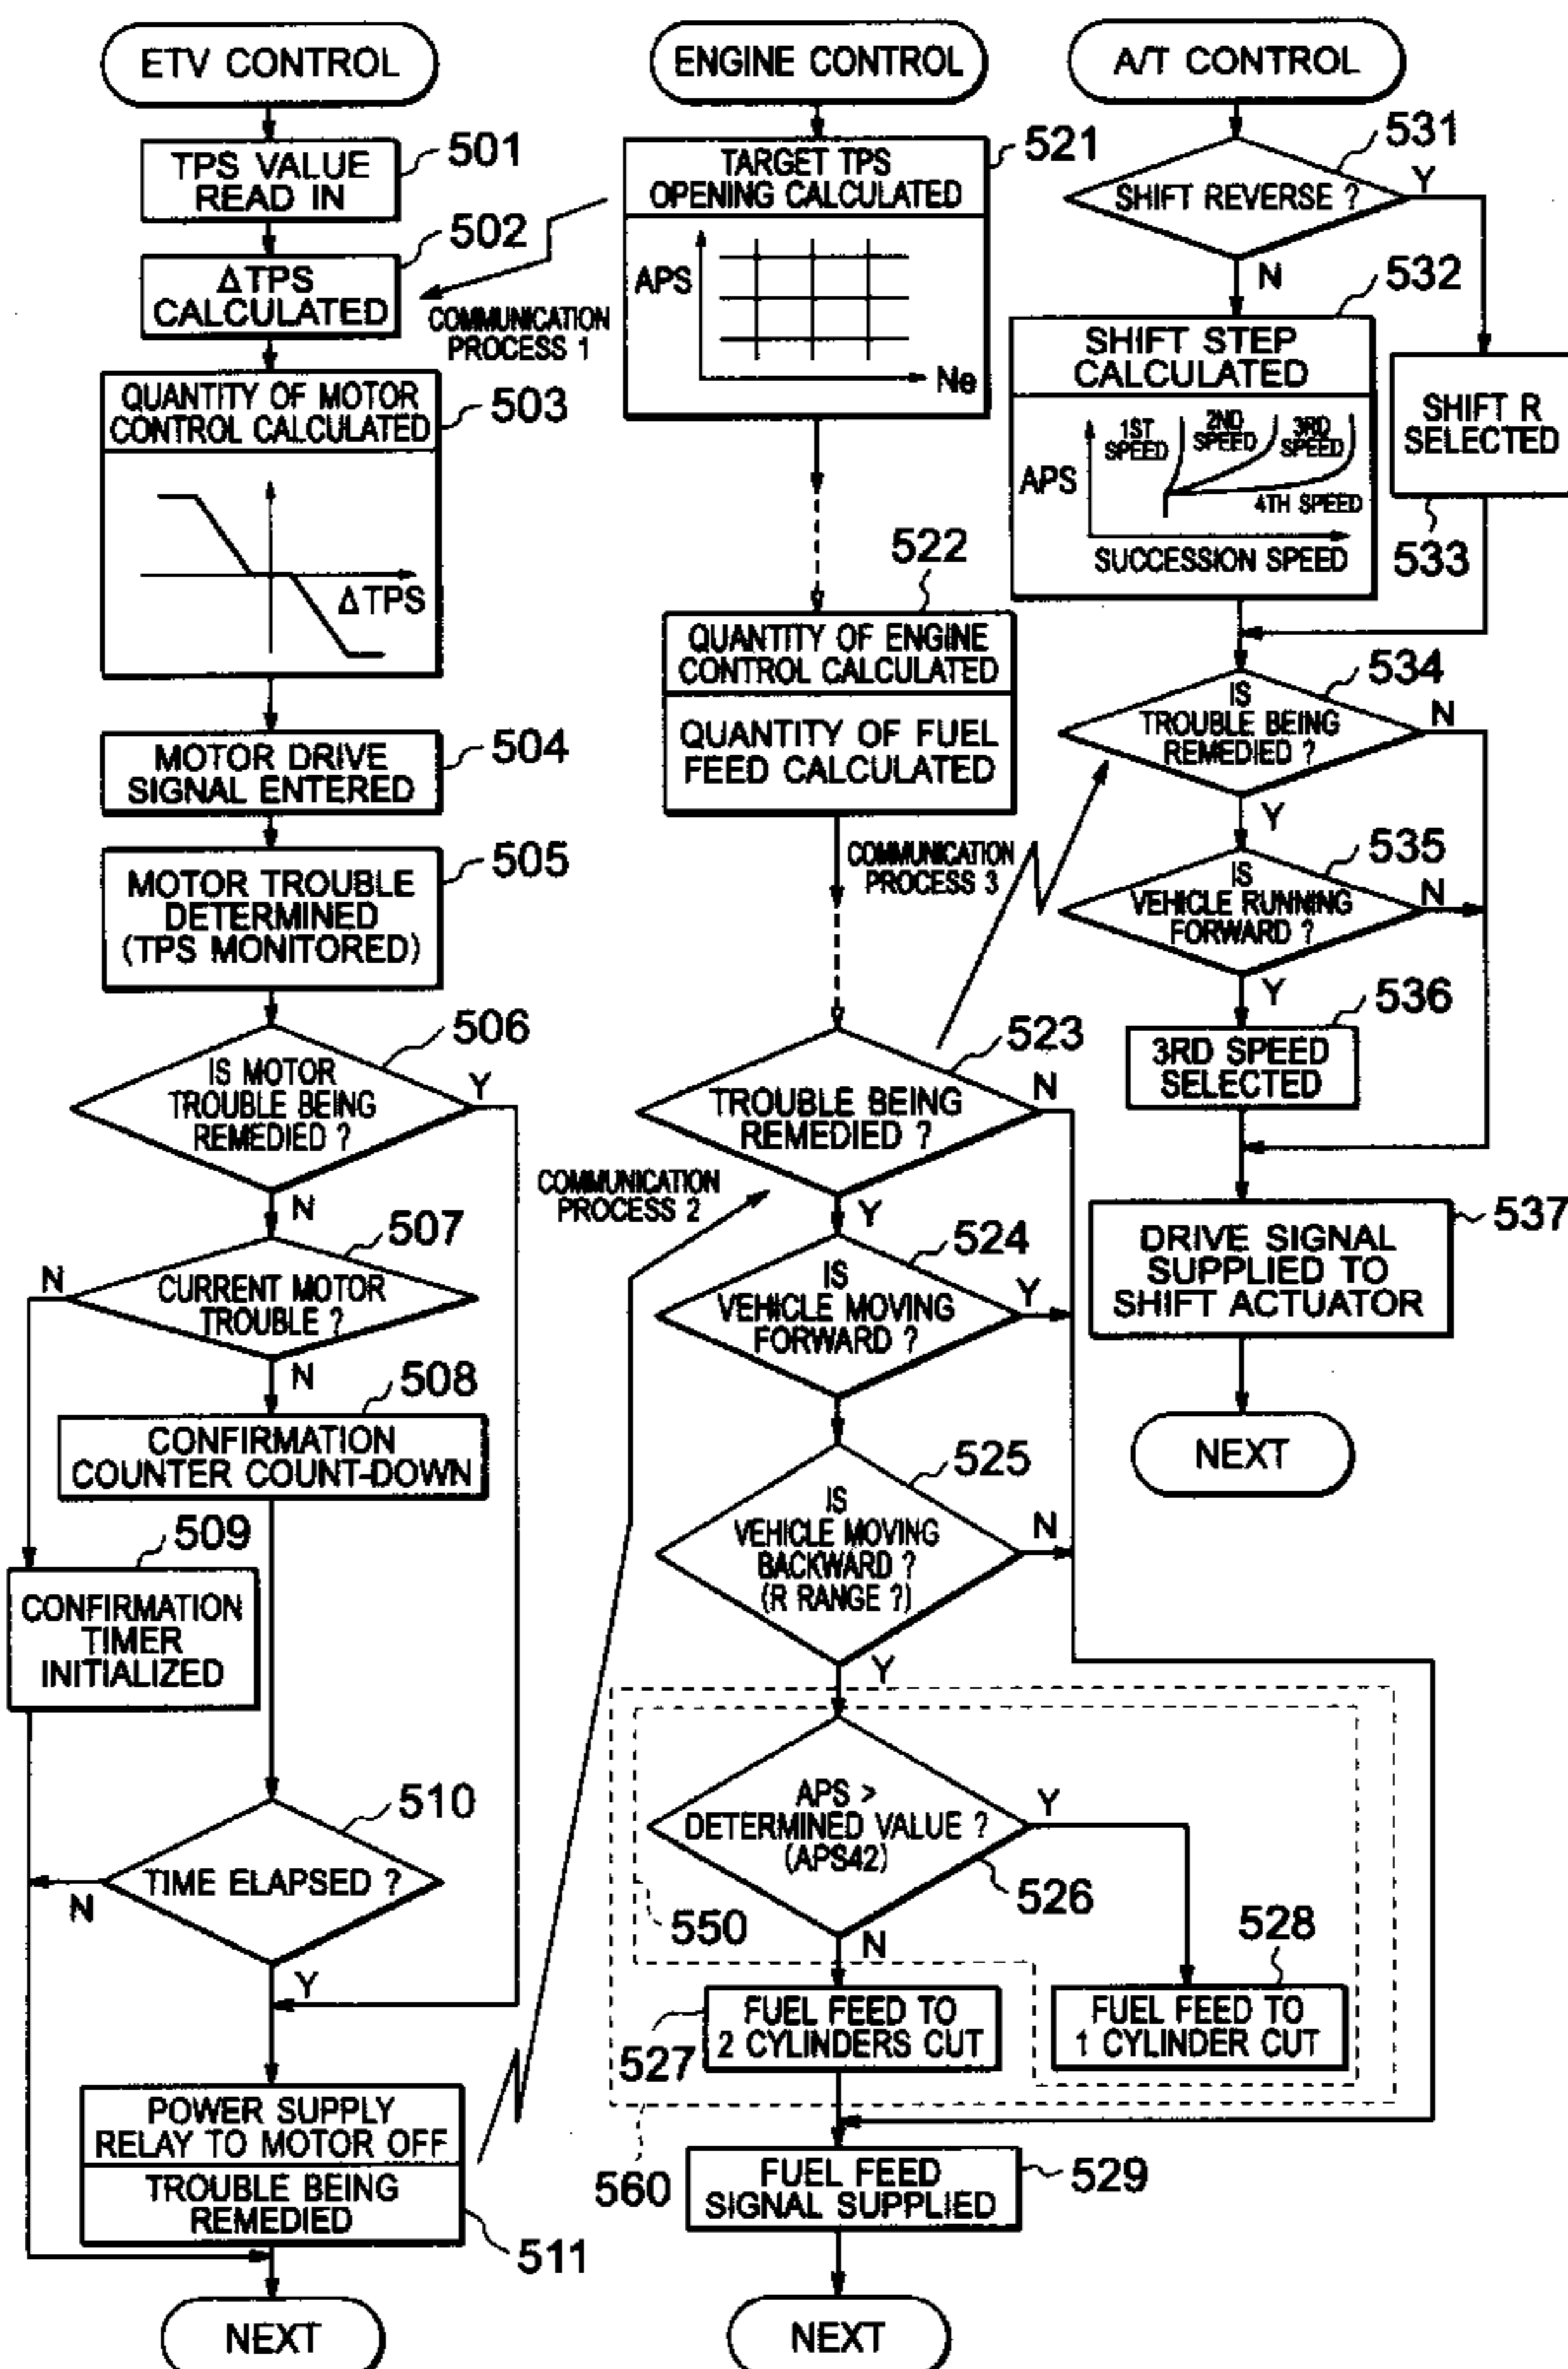 ETV CONTROL
TPS VALUE
READ IN
501
ΔTPS
CALCULATED
502
COMMUNICATION
PROCESS 1
QUANTITY OF MOTOR
CONTROL CALCULATED
503
ΔTPS
MOTOR DRIVE
SIGNAL ENTERED
504
MOTOR TROUBLE
DETERMINED
(TPS MONITORED)
505
IS MOTOR
TROUBLE BEING
REMEDIED ?
506
Y
N
CURRENT MOTOR
TROUBLE ?
507
N
N
CONFIRMATION
COUNTER COUNT-DOWN
508
509
CONFIRMATION
TIMER
INITIALIZED
TIME ELAPSED ?
510
N
Y
POWER SUPPLY
RELAY TO MOTOR OFF
TROUBLE BEING
REMEDIED
511
NEXT
ENGINE CONTROL
TARGET TPS
OPENING CALCULATED
521
APS
Ne
522
QUANTITY OF ENGINE
CONTROL CALCULATED
QUANTITY OF FUEL
FEED CALCULATED
COMMUNICATION
PROCESS 3
TROUBLE BEING
REMEDIED ?
523
N
COMMUNICATION
PROCESS 2
Y
IS
VEHICLE MOVING
FORWARD ?
524
Y
IS
VEHICLE MOVING
BACKWARD ?
(R RANGE ?)
525
N
Y
APS >
DETERMINED VALUE ?
(APS42)
526
Y
N
550
FUEL FEED TO
2 CYLINDERS CUT
527
528
FUEL FEED TO
1 CYLINDER CUT
560
FUEL FEED
SIGNAL SUPPLIED
529
NEXT
A/T CONTROL
531
SHIFT REVERSE ?
Y
N
532
SHIFT STEP
CALCULATED
APS
1ST
SPEED
2ND
SPEED
3RD
SPEED
4TH SPEED
SUCCESSION SPEED
SHIFT R
SELECTED
533
IS
TROUBLE BEING
REMEDIED ?
534
N
Y
IS
VEHICLE RUNNING
FORWARD ?
535
N
Y
3RD SPEED
SELECTED
536
DRIVE SIGNAL
SUPPLIED TO
SHIFT ACTUATOR
537
NEXT